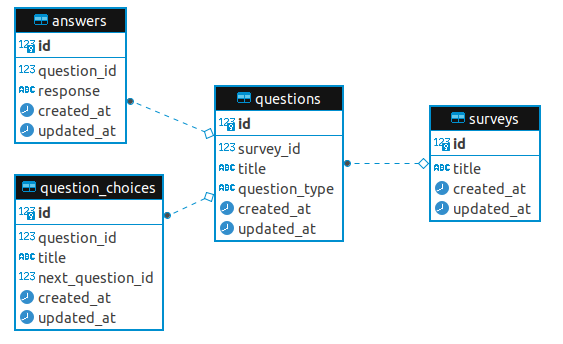 answers
123 id
123 question_id
ABC response
created_at
updated_at
question_choices
123 id
123 question_id
ABC title
123 next_question_id
created_at
updated_at
questions
123 id
123 survey_id
ABC title
ABC question_type
created_at
updated_at
surveys
123 id
ABC title
created_at
updated_at